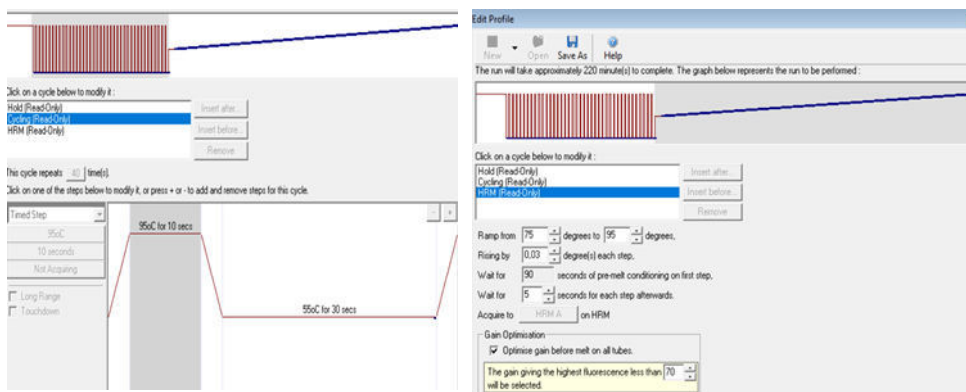 Click on a cycle below to modify it :
Hold (Read-Only)
Cycling (Read-Only)
HRM (Read-Only)
Insert after...
Insert before...
Remove
This cycle repeats 40 time(s).
Click on one of the steps below to modify it, or press + or - to add and remove steps for this cycle.
Timed Step
95oC
10 seconds
Not Acquiring
Long Range
Touchdown
- +
95oC for 10 secs
55oC for 30 secs
Edit Profile
New Open Save As Help
The run will take approximately 220 minute(s) to complete. The graph below represents the run to be performed :
Click on a cycle below to modify it :
Hold (Read-Only)
Cycling (Read-Only)
HRM (Read-Only)
Insert after...
Insert before...
Remove
Ramp from 75 degrees to 95 degrees,
Rising by 0,03 degree(s) each step,
Wait for 90 seconds of pre-melt conditioning on first step,
Wait for 5 seconds for each step afterwards.
Acquire to HRM A on HRM
Gain Optimisation
Optimise gain before melt on all tubes.
The gain giving the highest fluorescence less than 70
will be selected.